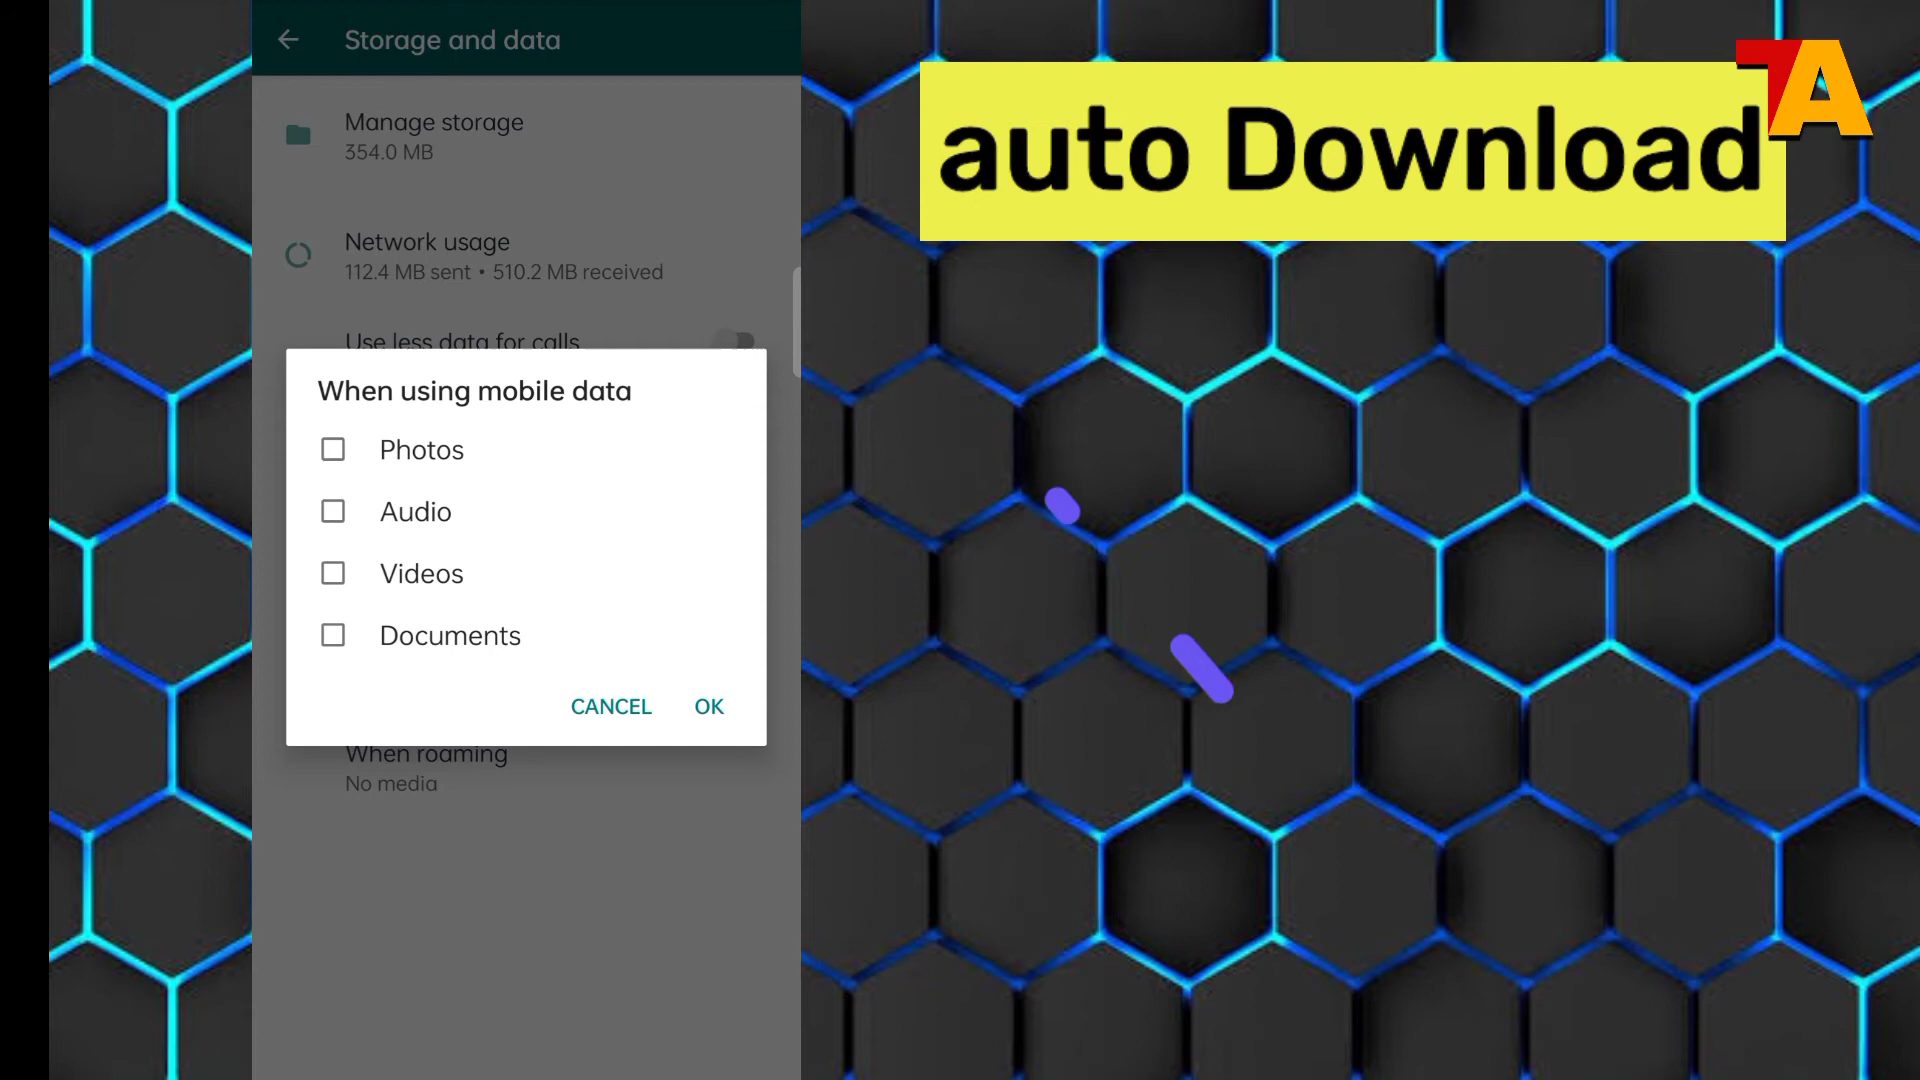 Storage and data
Manage storage
354.0 MB
Network usage
112.4 MB sent • 510.2 MB received
Use less data for calls
When using mobile data
Photos
Audio
Videos
Documents
CANCEL OK
When roaming
No media
auto Download
TA